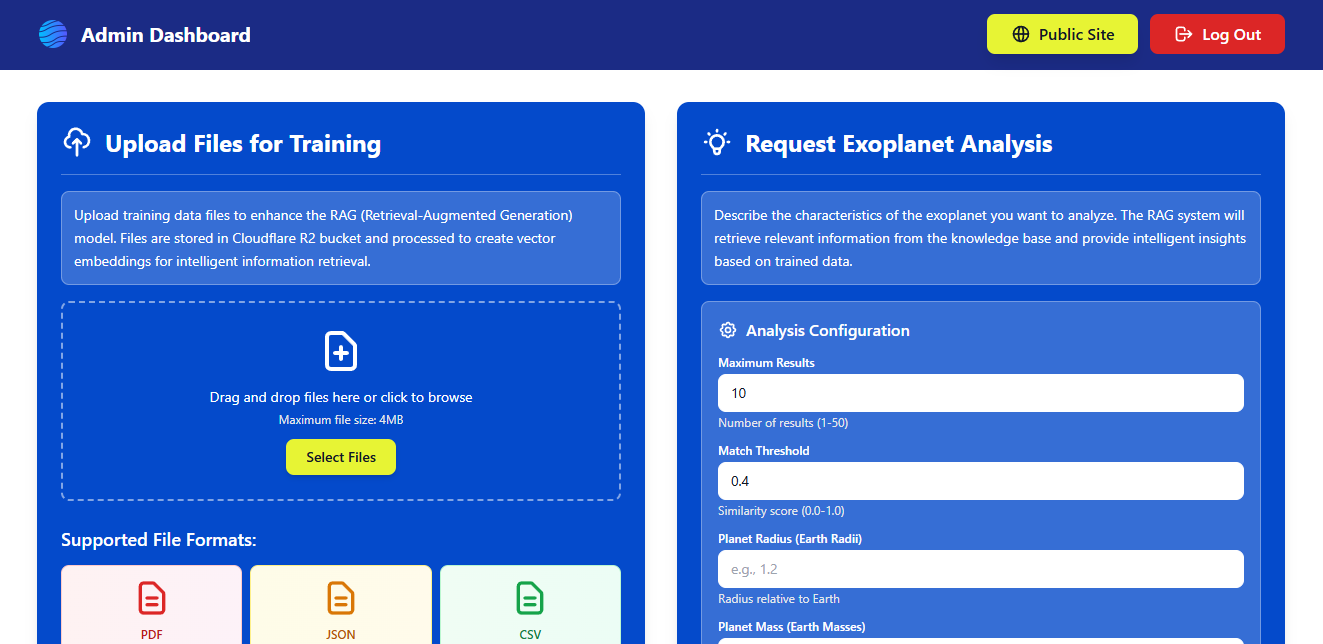 Admin Dashboard
Public Site
Log Out
Upload Files for Training
Upload training data files to enhance the RAG (Retrieval-Augmented Generation)
model. Files are stored in Cloudflare R2 bucket and processed to create vector
embeddings for intelligent information retrieval.
Drag and drop files here or click to browse
Maximum file size: 4MB
Select Files
Supported File Formats:
PDF
JSON
CSV
Request Exoplanet Analysis
Describe the characteristics of the exoplanet you want to analyze. The RAG system will
retrieve relevant information from the knowledge base and provide intelligent insights
based on trained data.
Analysis Configuration
Maximum Results
10
Number of results (1-50)
Match Threshold
0.4
Similarity score (0.0-1.0)
Planet Radius (Earth Radii)
e.g., 1.2
Radius relative to Earth
Planet Mass (Earth Masses)